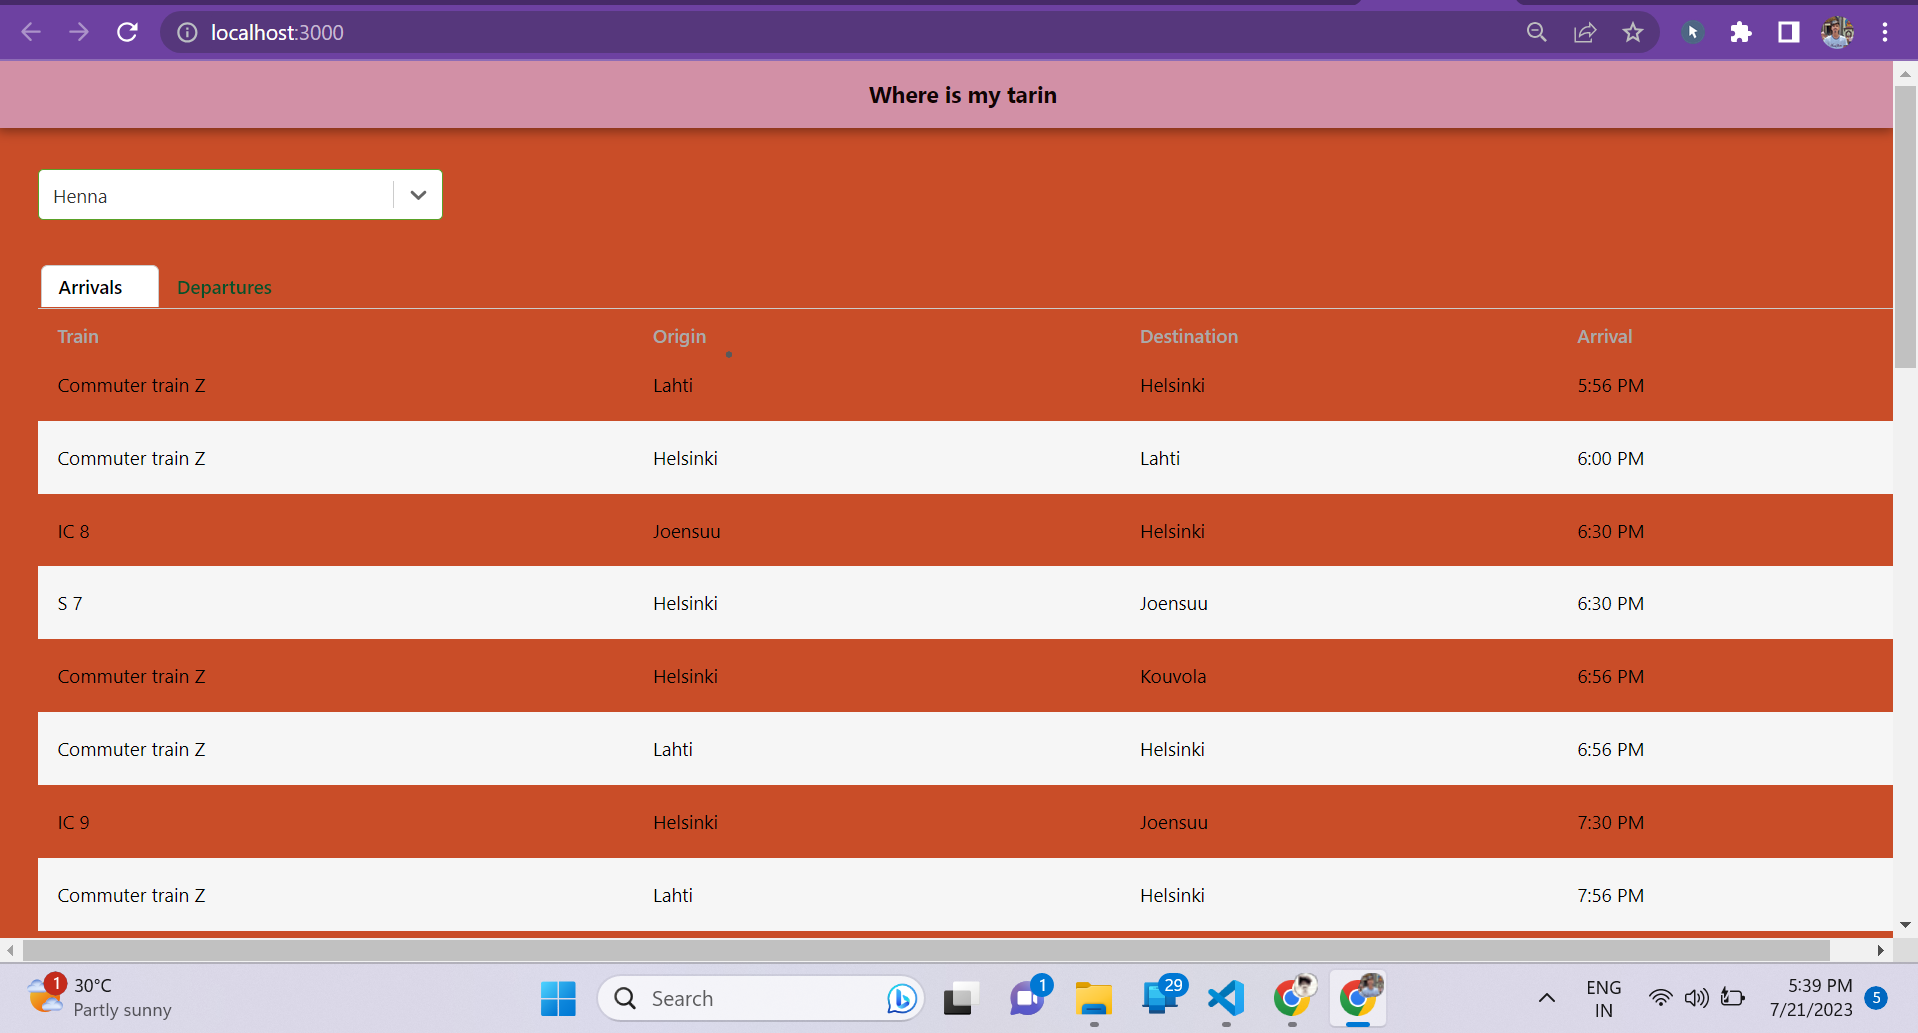 localhost:3000
Where is my tarin
Henna
Arrivals Departures
Train Origin Destination Arrival
Commuter train Z Lahti Helsinki 5:56 PM
Commuter train Z Helsinki Lahti 6:00 PM
IC 8 Joensuu Helsinki 6:30 PM
S 7 Helsinki Joensuu 6:30 PM
Commuter train Z Helsinki Kouvola 6:56 PM
Commuter train Z Lahti Helsinki 6:56 PM
IC 9 Helsinki Joensuu 7:30 PM
Commuter train Z Lahti Helsinki 7:56 PM
1 30°C
Partly sunny
Search
1
29
ENG
IN
5:39 PM
7/21/2023
5